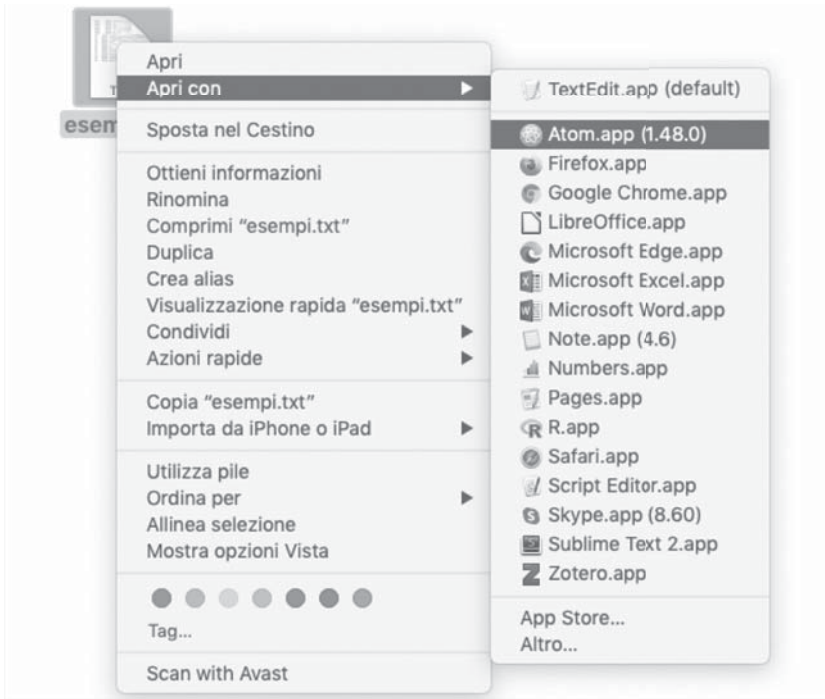 Apri
Apri con
esem
Sposta nel Cestino
Ottieni informazioni
Rinomina
Comprimi “esempi.txt”
Duplica
Crea alias
Visualizzazione rapida “esempi.txt”
Condividi
Azioni rapide
Copia “esempi.txt”
Importa da iPhone o iPad
Utilizza pile
Ordina per
Allinea selezione
Mostra opzioni Vista
Tag...
Scan with Avast
TextEdit.app (default)
Atom.app (1.48.0)
Firefox.app
Google Chrome.app
LibreOffice.app
Microsoft Edge.app
Microsoft Excel.app
Microsoft Word.app
Note.app (4.6)
Numbers.app
Pages.app
R.app
Safari.app
Script Editor.app
Skype.app (8.60)
Sublime Text 2.app
Zotero.app
App Store...
Altro...